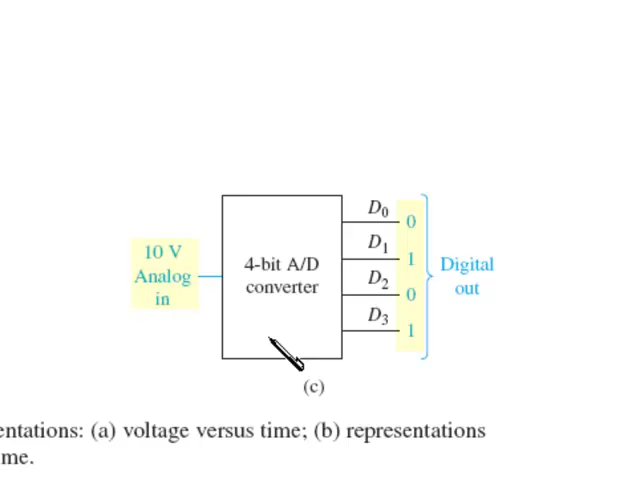 D0
0
D1
1
D2
0
D3
1
10 V
Analog
in
4-bit A/D
converter
Digital
out
(c)
entations: (a) voltage versus time; (b) representations
me.